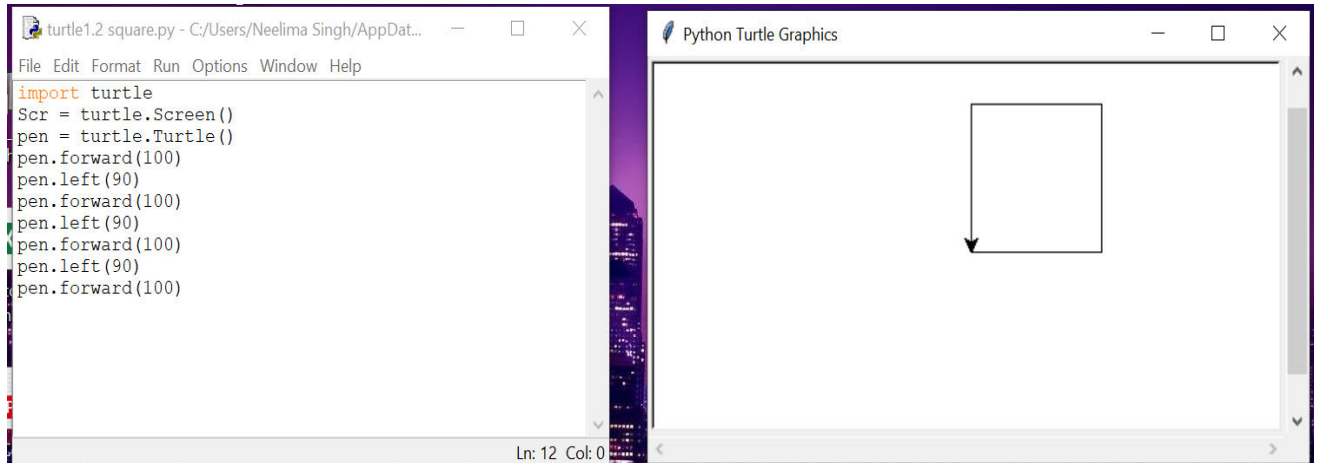 turtle1.2 square.py - C:/Users/Neelima Singh/AppDat...
File Edit Format Run Options Window Help
import turtle
Scr = turtle.Screen()
pen = turtle.Turtle()
pen.forward(100)
pen.left(90)
pen.forward(100)
pen.left(90)
pen.forward(100)
pen.left(90)
pen.forward(100)
Ln: 12 Col: 0
Python Turtle Graphics